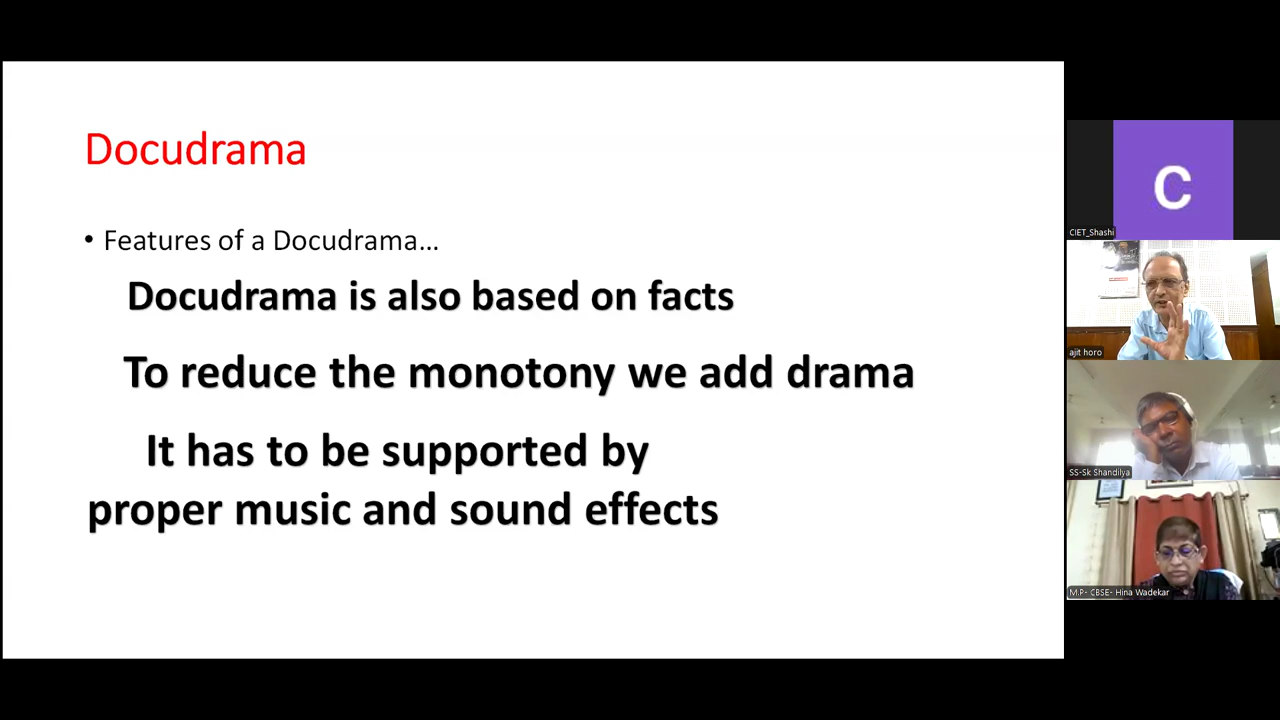 Docudrama
• Features of a Docudrama...
Docudrama is also based on facts
To reduce the monotony we add drama
It has to be supported by
proper music and sound effects
C
CIET_Shashi
ajit horo
SS-Sk Shandilya
M.P- CBSE- Hina Wadekar